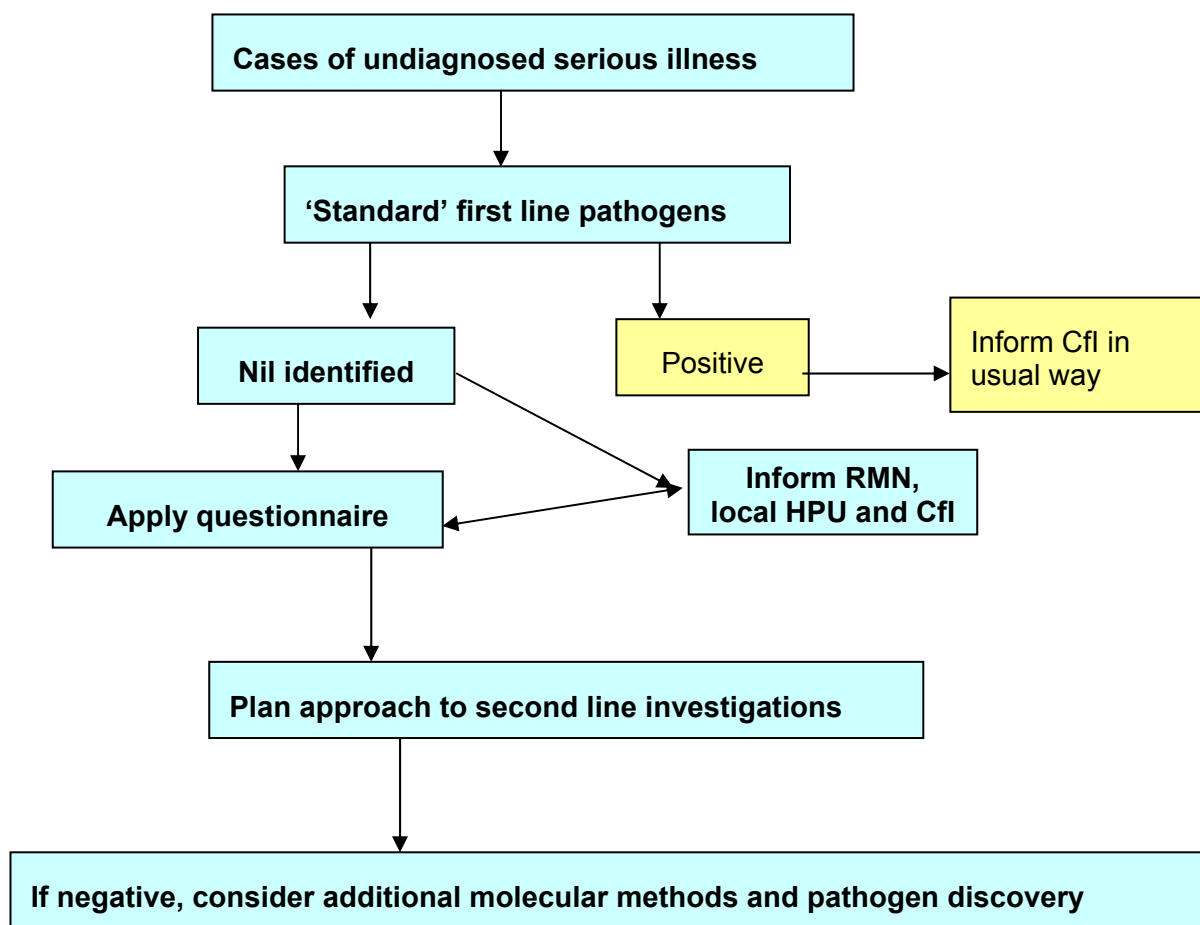 Cases of undiagnosed serious illness
‘Standard’ first line pathogens
Nil identified
Positive
Inform CfI in
usual way
Apply questionnaire
Inform RMN,
local HPU and CfI
Plan approach to second line investigations
If negative, consider additional molecular methods and pathogen discovery